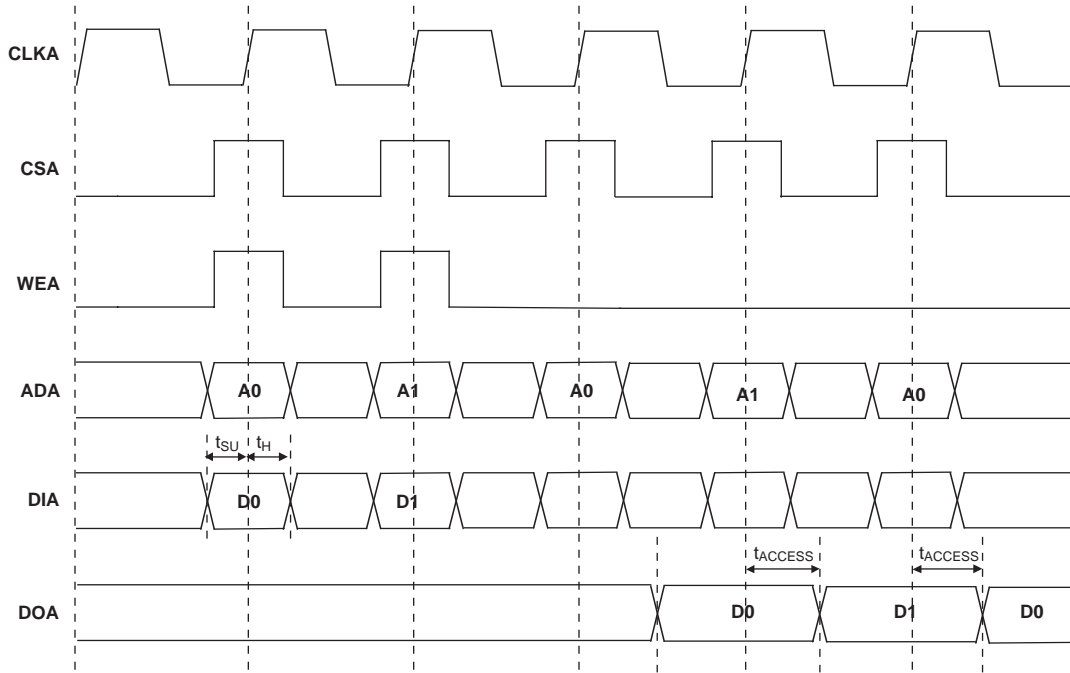 CLKA
CSA
WEA
ADA A0 A1 A0 A1 A0
tSU tH
DIA D0 D1
tACCESS tACCESS
DOA D0 D1 D0